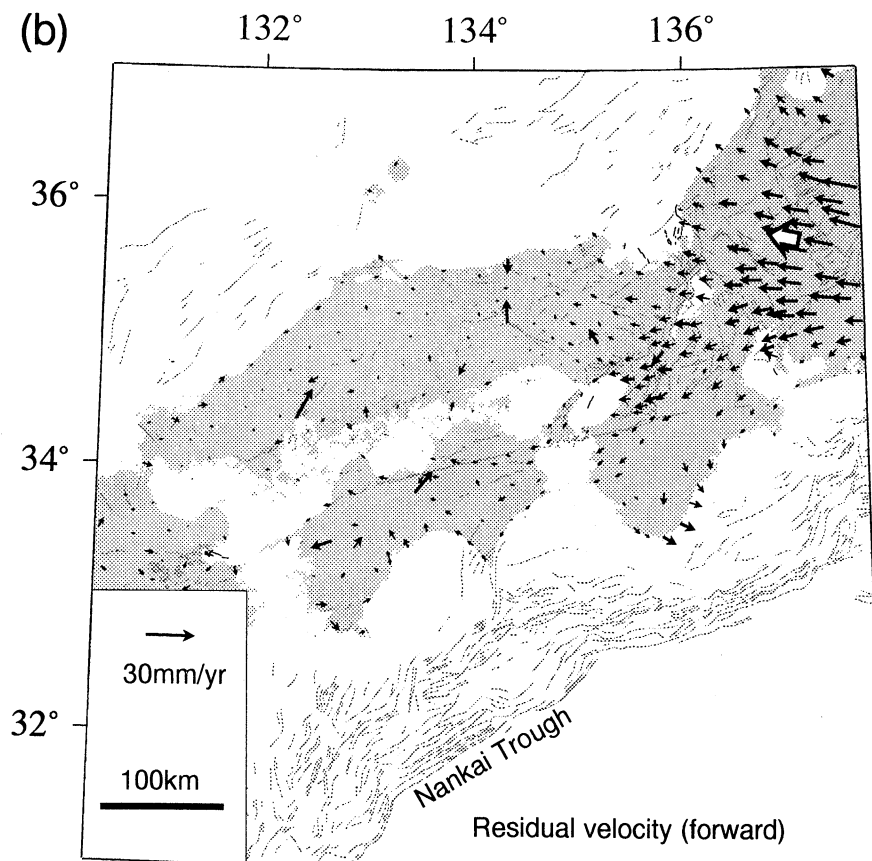 (b)
132° 134° 136°
36°
34°
32°
30mm/yr
100km
Nankai Trough
Residual velocity (forward)